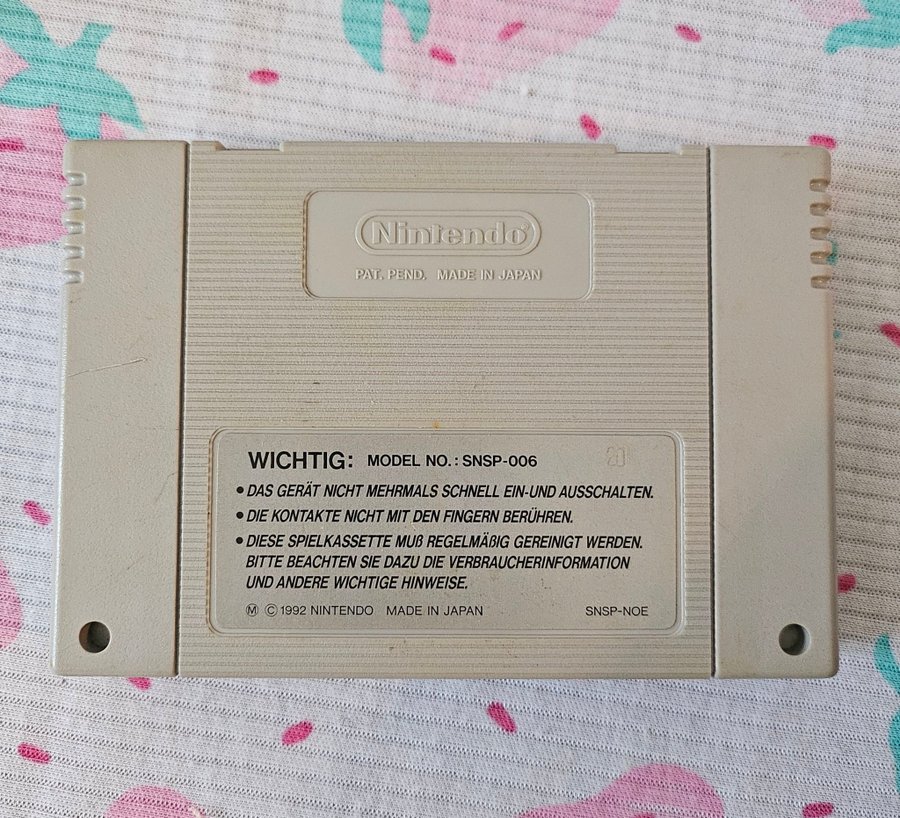 Nintendo®
PAT. PEND. MADE IN JAPAN
WICHTIG: MODEL NO.: SNSP-006
• DAS GERÄT NICHT MEHRMALS SCHNELL EIN-UND AUSSCHALTEN.
• DIE KONTAKTE NICHT MIT DEN FINGERN BERÜHREN.
• DIESE SPIELKASSETTE MUß REGELMÄßIG GEREINIGT WERDEN.
BITTE BEACHTEN SIE DAZU DIE VERBRAUCHERINFORMATION
UND ANDERE WICHTIGE HINWEISE.
Ⓜ © 1992 NINTENDO MADE IN JAPAN SNSP-NOE